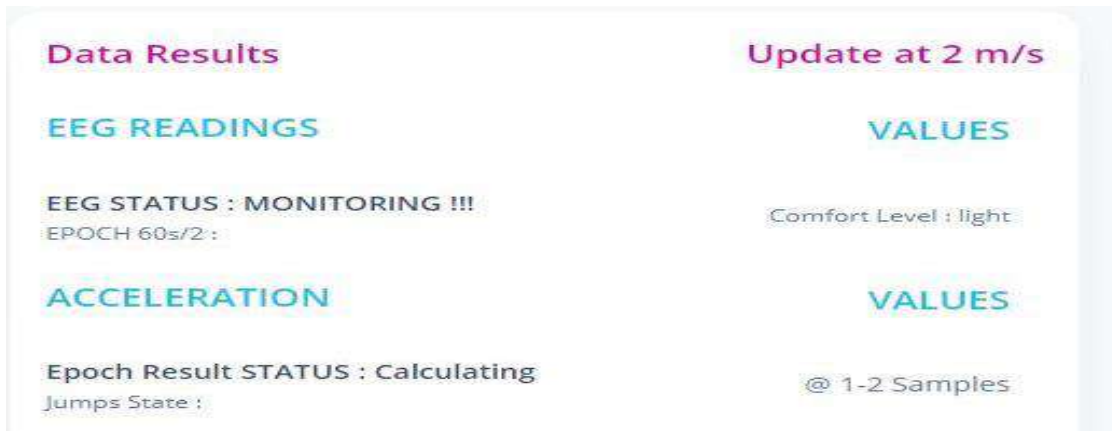 Data Results Update at 2 m/s
EEG READINGS VALUES
EEG STATUS : MONITORING !!! Comfort Level : light
EPOCH 60s/2 :
ACCELERATION VALUES
Epoch Result STATUS : Calculating @ 1-2 Samples
Jumps State :